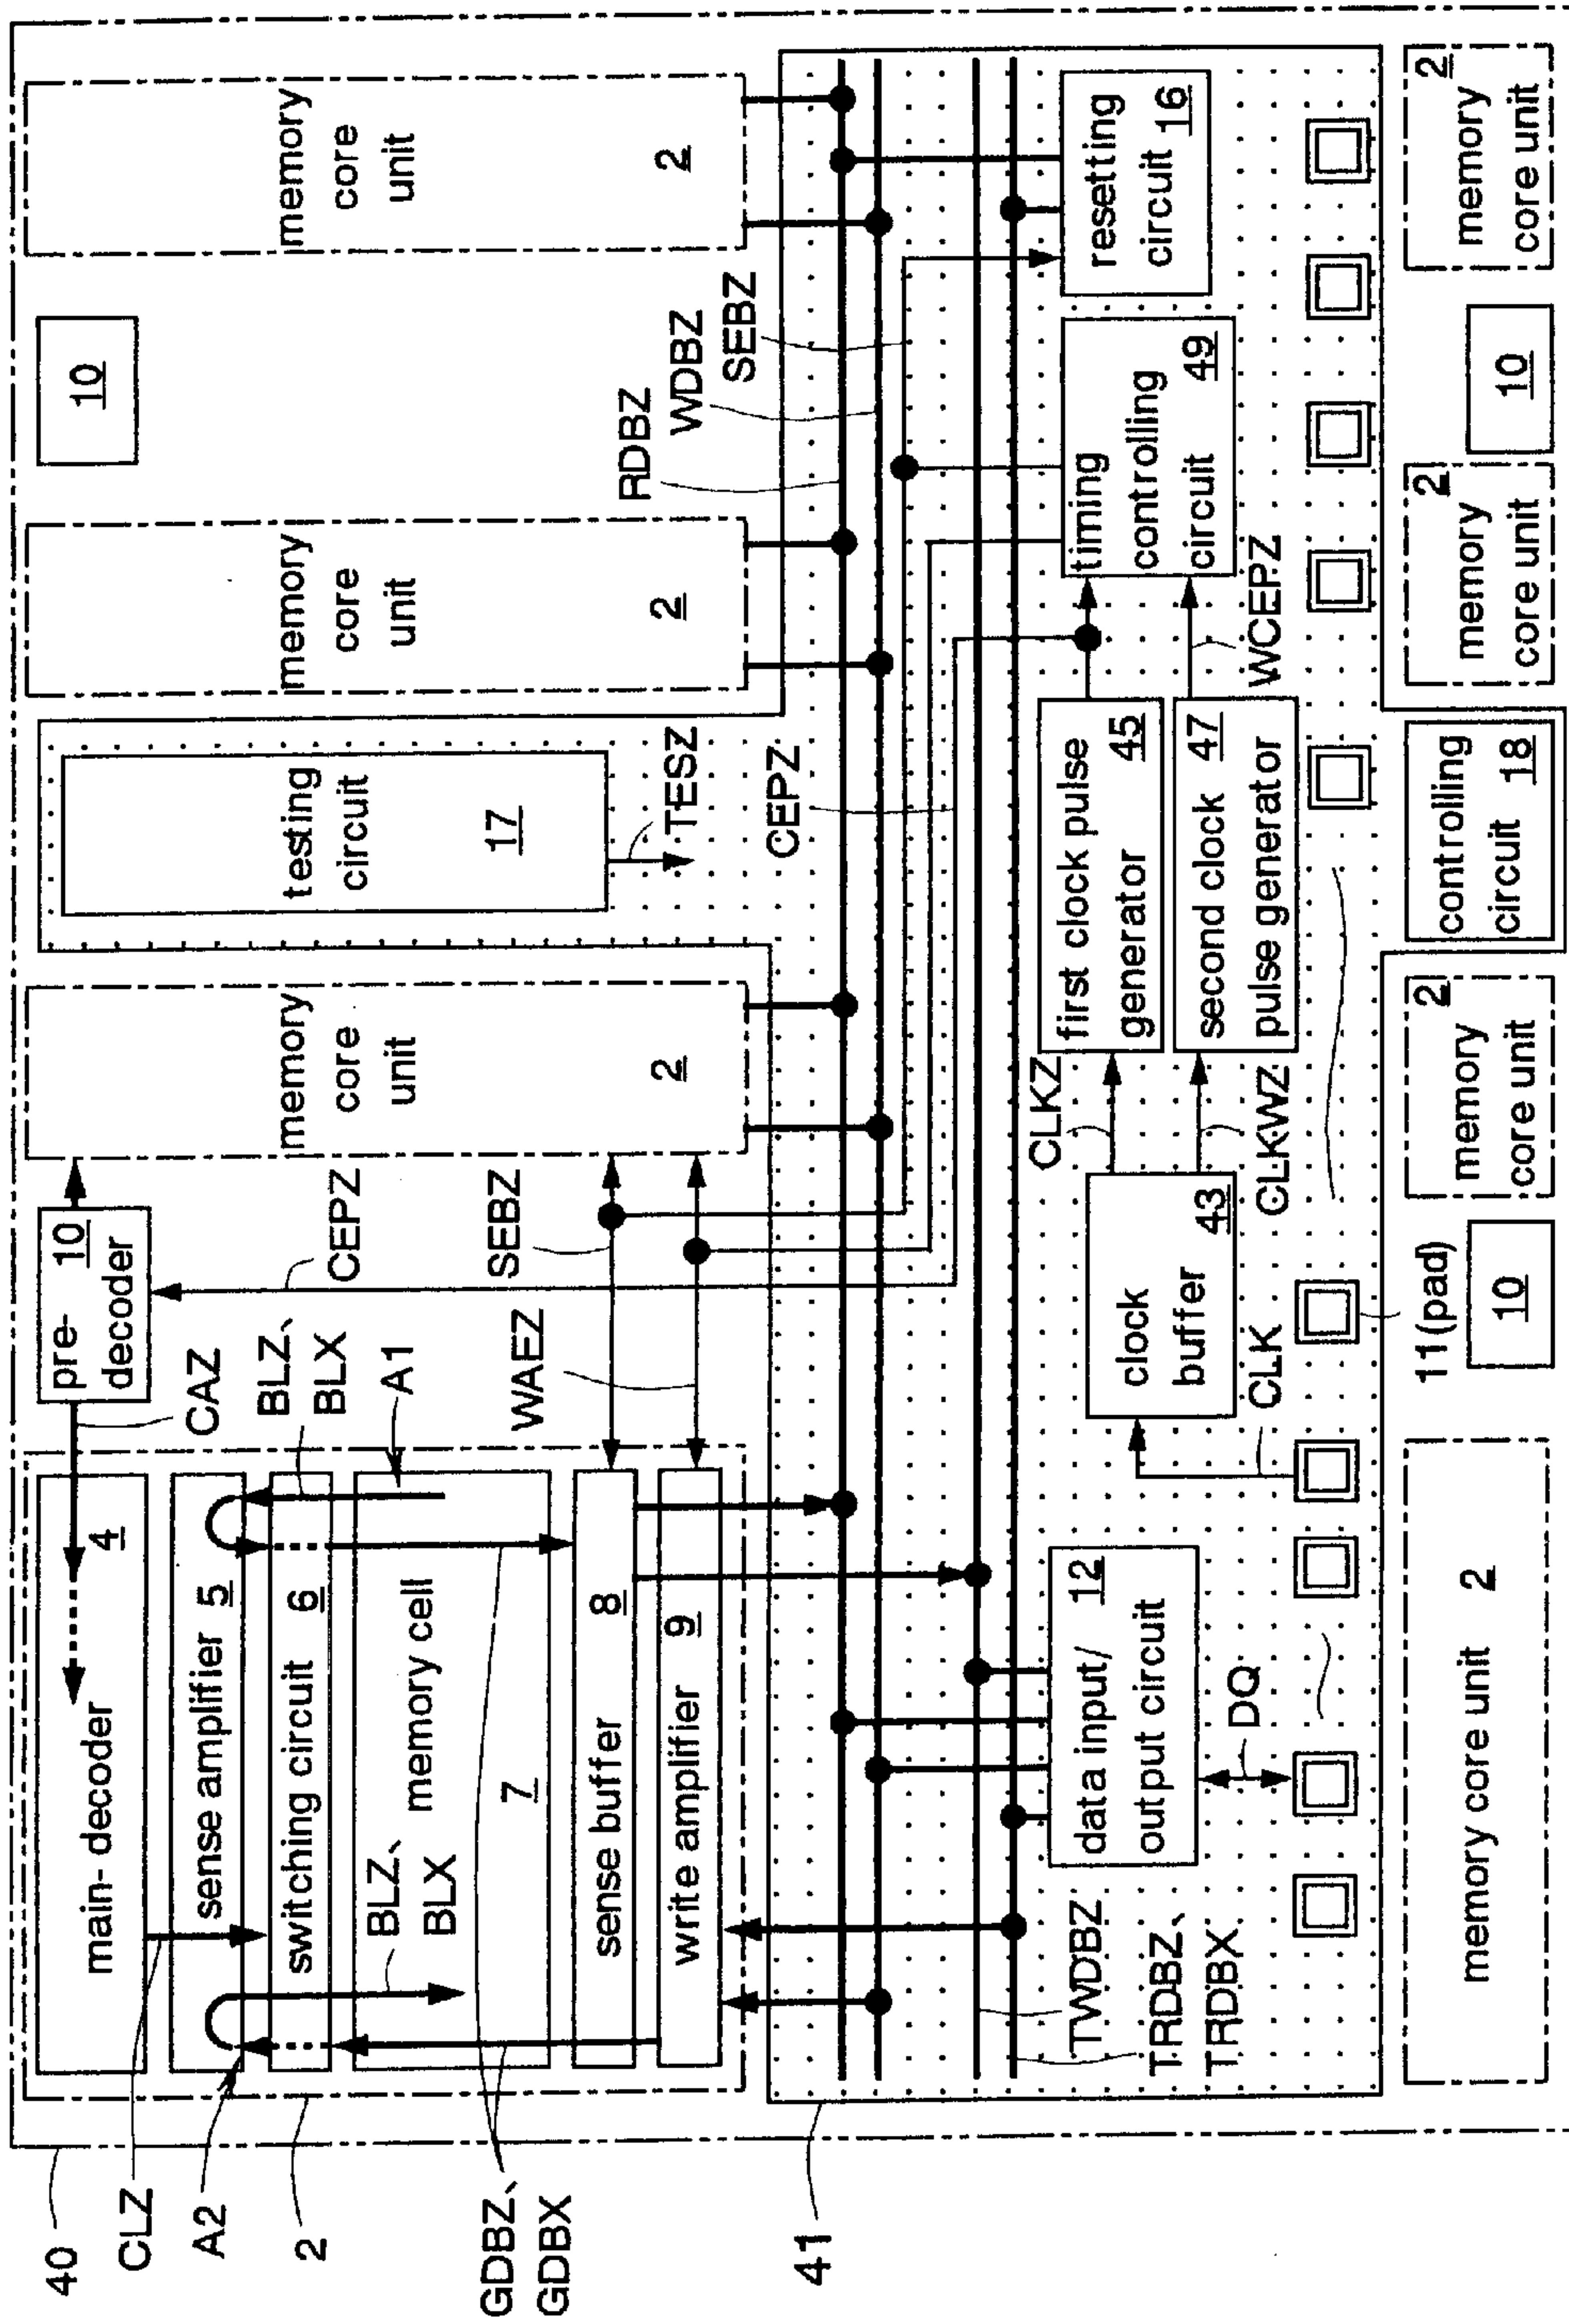 40
CLZ
A2
2
GDBZ、
GDBX
41
main-decoder 4
sense amplifier 5
switching circuit 6
BLZ、
BLX
memory cell
7
sense buffer 8
write amplifier 9
pre- 10
decoder
CAZ
BLZ、
BLX
A1
CEPZ
SEBZ
WAEZ
memory
core
unit
2
testing
circuit
17
TESZ
CEPZ
memory
core
unit
2
10
RDBZ
WDBZ
SEBZ
memory
core
unit
2
TWDBZ
TRDBZ、
TRDBX
data input/ 12
output circuit
DQ
clock
buffer 43
CLK
CLKZ
CLKWZ
first clock pulse
generator 45
second clock 47
pulse generator
WCEPZ
timing
controlling
circuit 49
resetting
circuit 16
11(pad)
memory core unit 2
10
memory
core unit
2
controlling
circuit 18
memory
core unit
2
10
memory
core unit
2